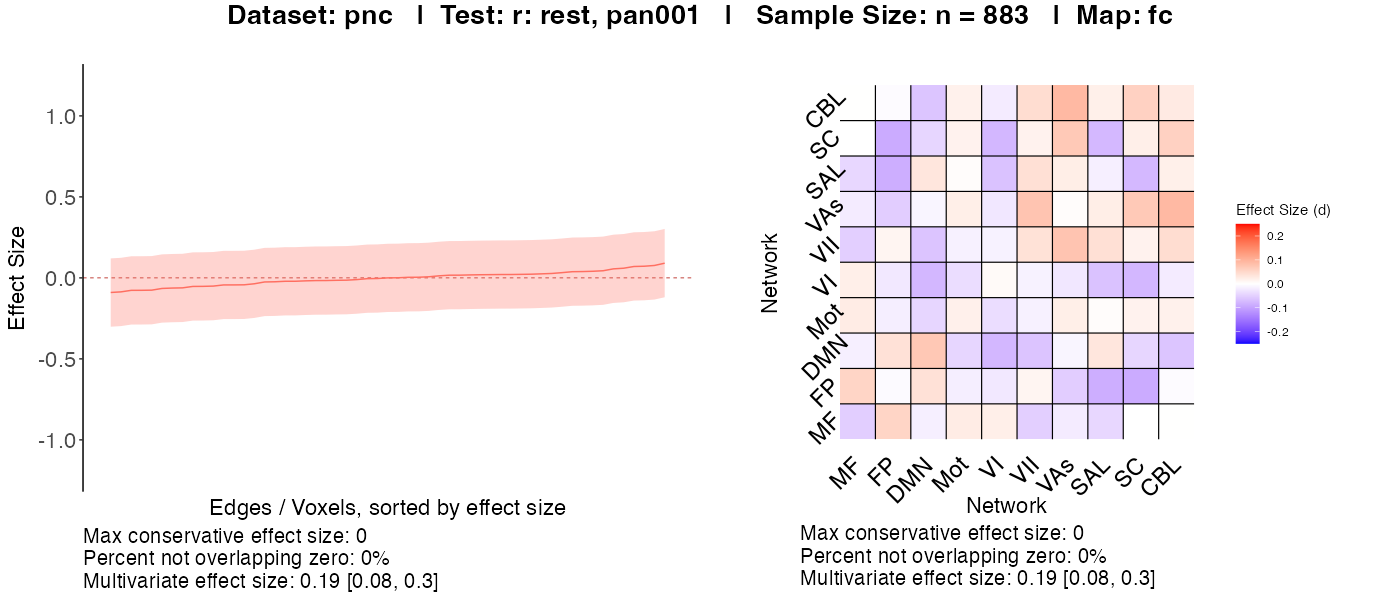 Dataset: pnc | Test: r: rest, pan001 | Sample Size: n = 883 | Map: fc
Effect Size
1.0
0.5
0.0
-0.5
-1.0
Edges / Voxels, sorted by effect size
Max conservative effect size: 0
Percent not overlapping zero: 0%
Multivariate effect size: 0.19 [0.08, 0.3]
Network
CBL
SC
SAL
VAs
VII
VI
Mot
DMN
FP
MF
MF
FP
DMN
Mot
VI
VII
VAs
SAL
SC
CBL
Network
Max conservative effect size: 0
Percent not overlapping zero: 0%
Multivariate effect size: 0.19 [0.08, 0.3]
Effect Size (d)
0.2
0.1
0.0
-0.1
-0.2